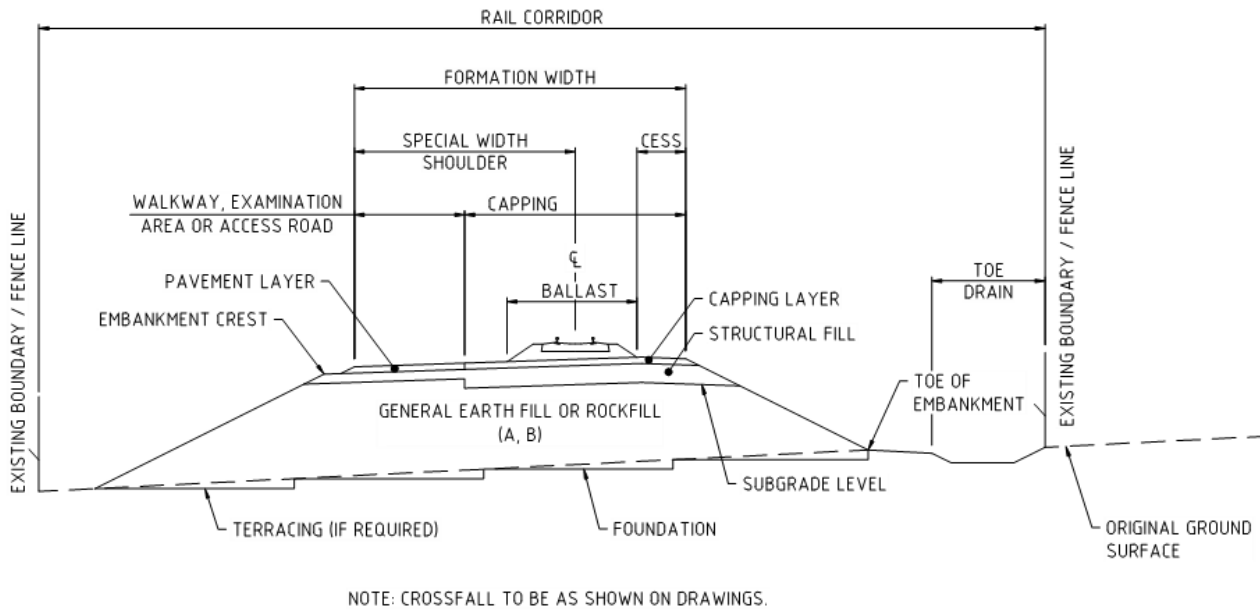 RAIL CORRIDOR
FORMATION WIDTH
SPECIAL WIDTH
SHOULDER
CESS
WALKWAY, EXAMINATION
AREA OR ACCESS ROAD
CAPPING
℄
PAVEMENT LAYER
BALLAST
CAPPING LAYER
EMBANKMENT CREST
STRUCTURAL FILL
TOE
DRAIN
EXISTING BOUNDARY / FENCE LINE
EXISTING BOUNDARY / FENCE LINE
TOE OF
EMBANKMENT
GENERAL EARTH FILL OR ROCKFILL
(A, B)
SUBGRADE LEVEL
TERRACING (IF REQUIRED)
FOUNDATION
ORIGINAL GROUND
SURFACE
NOTE: CROSSFALL TO BE AS SHOWN ON DRAWINGS.